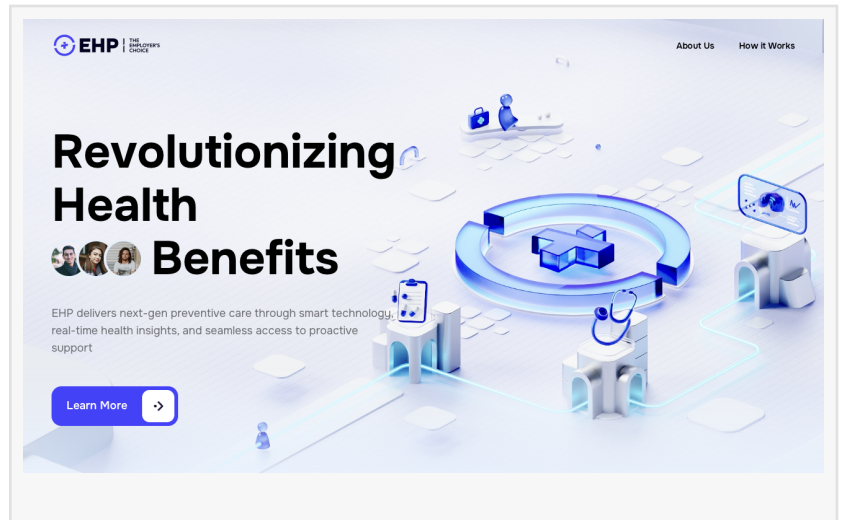 EHP
THE
EMPLOYER'S
CHOICE
About Us
How it Works
Revolutionizing
Health
Benefits
EHP delivers next-gen preventive care through smart technology,
real-time health insights, and seamless access to proactive
support
Learn More